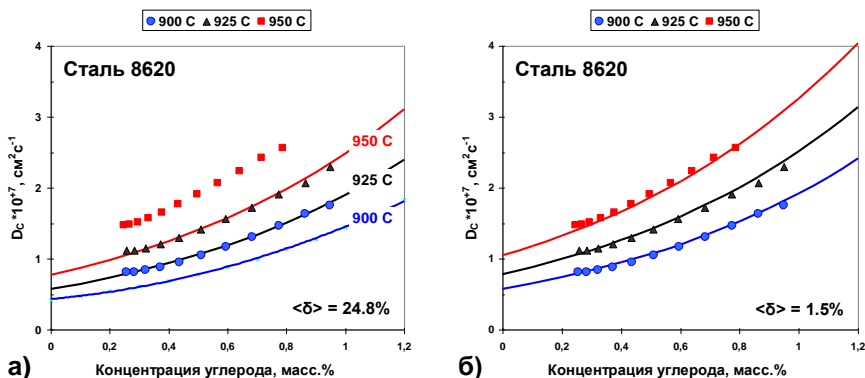 900 C 925 C 950 C
Сталь 8620
D_C *10^+7, см²с⁻¹
4
3
2
1
0
950 C
925 C
900 C
<δ> = 24.8%
0 0,2 0,4 0,6 0,8 1 1,2
Концентрация углерода, масс.%
а)
900 C 925 C 950 C
Сталь 8620
D_C *10^+7, см²с⁻¹
4
3
2
1
0
<δ> = 1.5%
0 0,2 0,4 0,6 0,8 1 1,2
Концентрация углерода, масс.%
б)